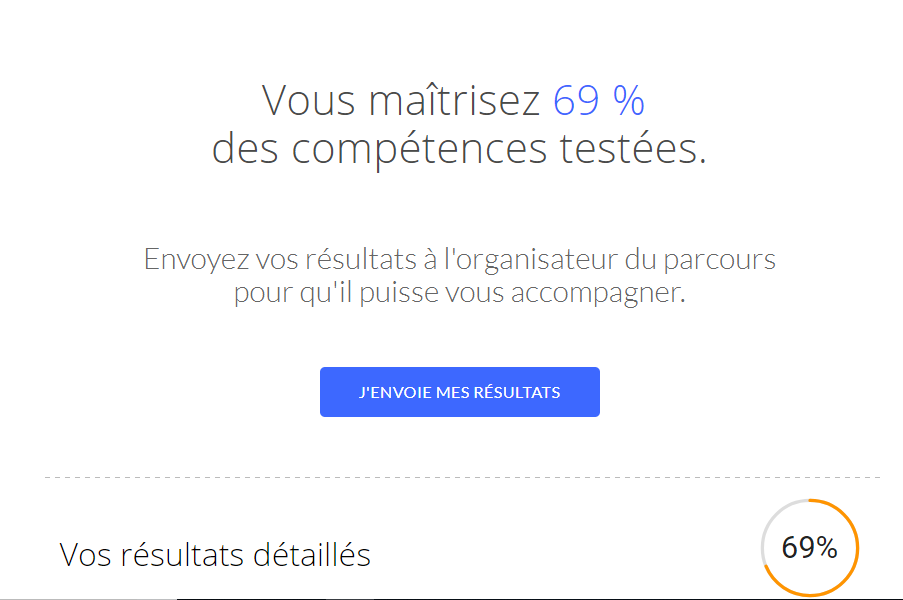 Vous maîtrisez 69 %
des compétences testées.
Envoyez vos résultats à l'organisateur du parcours
pour qu'il puisse vous accompagner.
J'ENVOIE MES RÉSULTATS
Vos résultats détaillés
69%